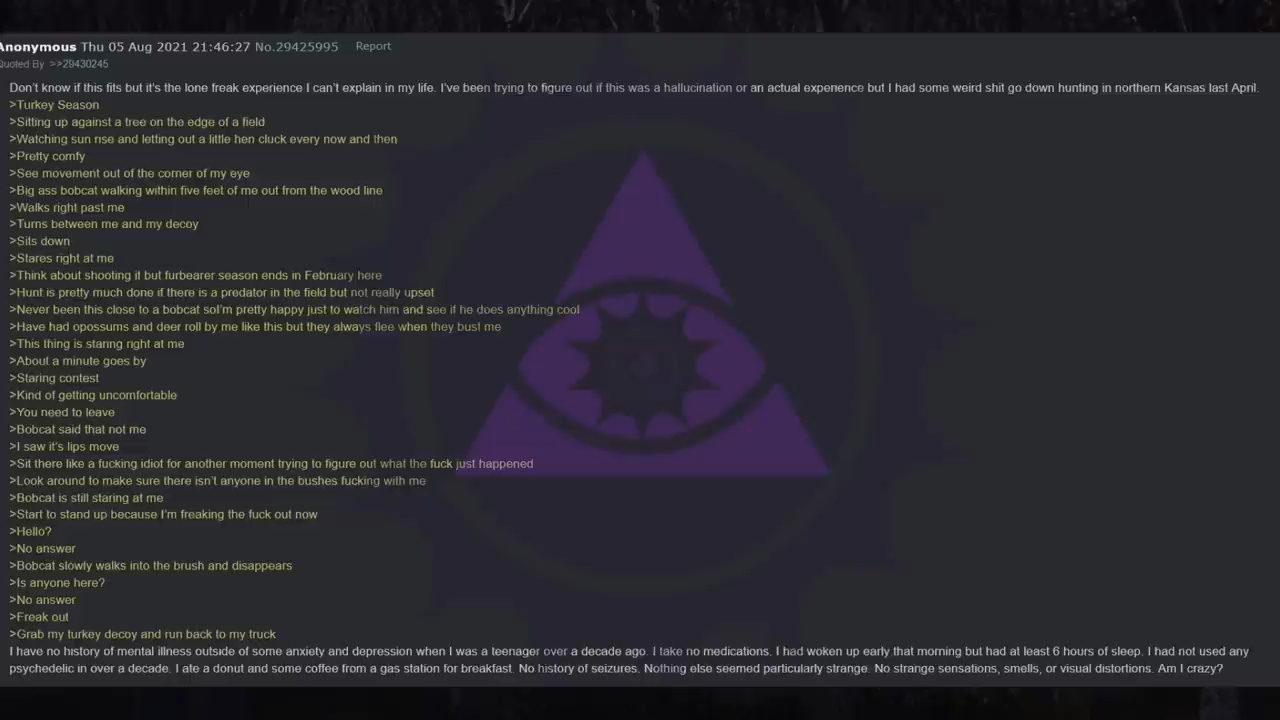 Anonymous Thu 05 Aug 2021 21:46:27 No.29425995 Report
Quoted By >>29430245
Don't know if this fits but it's the lone freak experience I can't explain in my life. I've been trying to figure out if this was a hallucination or an actual experience but I had some weird shit go down hunting in northern Kansas last April.
>Turkey Season
>Sitting up against a tree on the edge of a field
>Watching sun rise and letting out a little hen cluck every now and then
>Pretty comfy
>See movement out of the corner of my eye
>Big ass bobcat walking within five feet of me out from the wood line
>Walks right past me
>Turns between me and my decoy
>Sits down
>Stares right at me
>Think about shooting it but furbearer season ends in February here
>Hunt is pretty much done if there is a predator in the field but not really upset
>Never been this close to a bobcat soI'm pretty happy just to watch him and see if he does anything cool
>Have had opossums and deer roll by me like this but they always flee when they bust me
>This thing is staring right at me
>About a minute goes by
>Staring contest
>Kind of getting uncomfortable
>You need to leave
>Bobcat said that not me
>I saw it's lips move
>Sit there like a fucking idiot for another moment trying to figure out what the fuck just happened
>Look around to make sure there isn't anyone in the bushes fucking with me
>Bobcat is still staring at me
>Start to stand up because I'm freaking the fuck out now
>Hello?
>No answer
>Bobcat slowly walks into the brush and disappears
>Is anyone here?
>No answer
>Freak out
>Grab my turkey decoy and run back to my truck
I have no history of mental illness outside of some anxiety and depression when I was a teenager over a decade ago. I take no medications. I had woken up early that morning but had at least 6 hours of sleep. I had not used any
psychedelic in over a decade. I ate a donut and some coffee from a gas station for breakfast. No history of seizures. Nothing else seemed particularly strange. No strange sensations, smells, or visual distortions. Am I crazy?